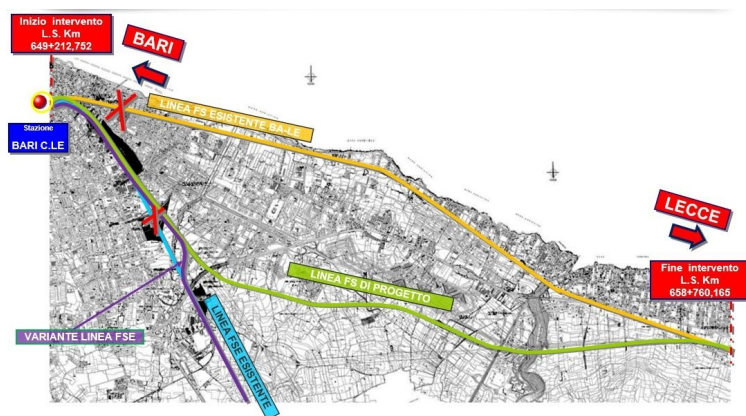 Inizio intervento
L.S. Km
649+212,752
BARI
LINEA FS ESISTENTE BA-LE
Stazione
BARI C.LE
LECCE
Fine intervento
L.S. Km
658+760,165
LINEA FS DI PROGETTO
VARIANTE LINEA FSE
LINEA FSE ESISTENTE